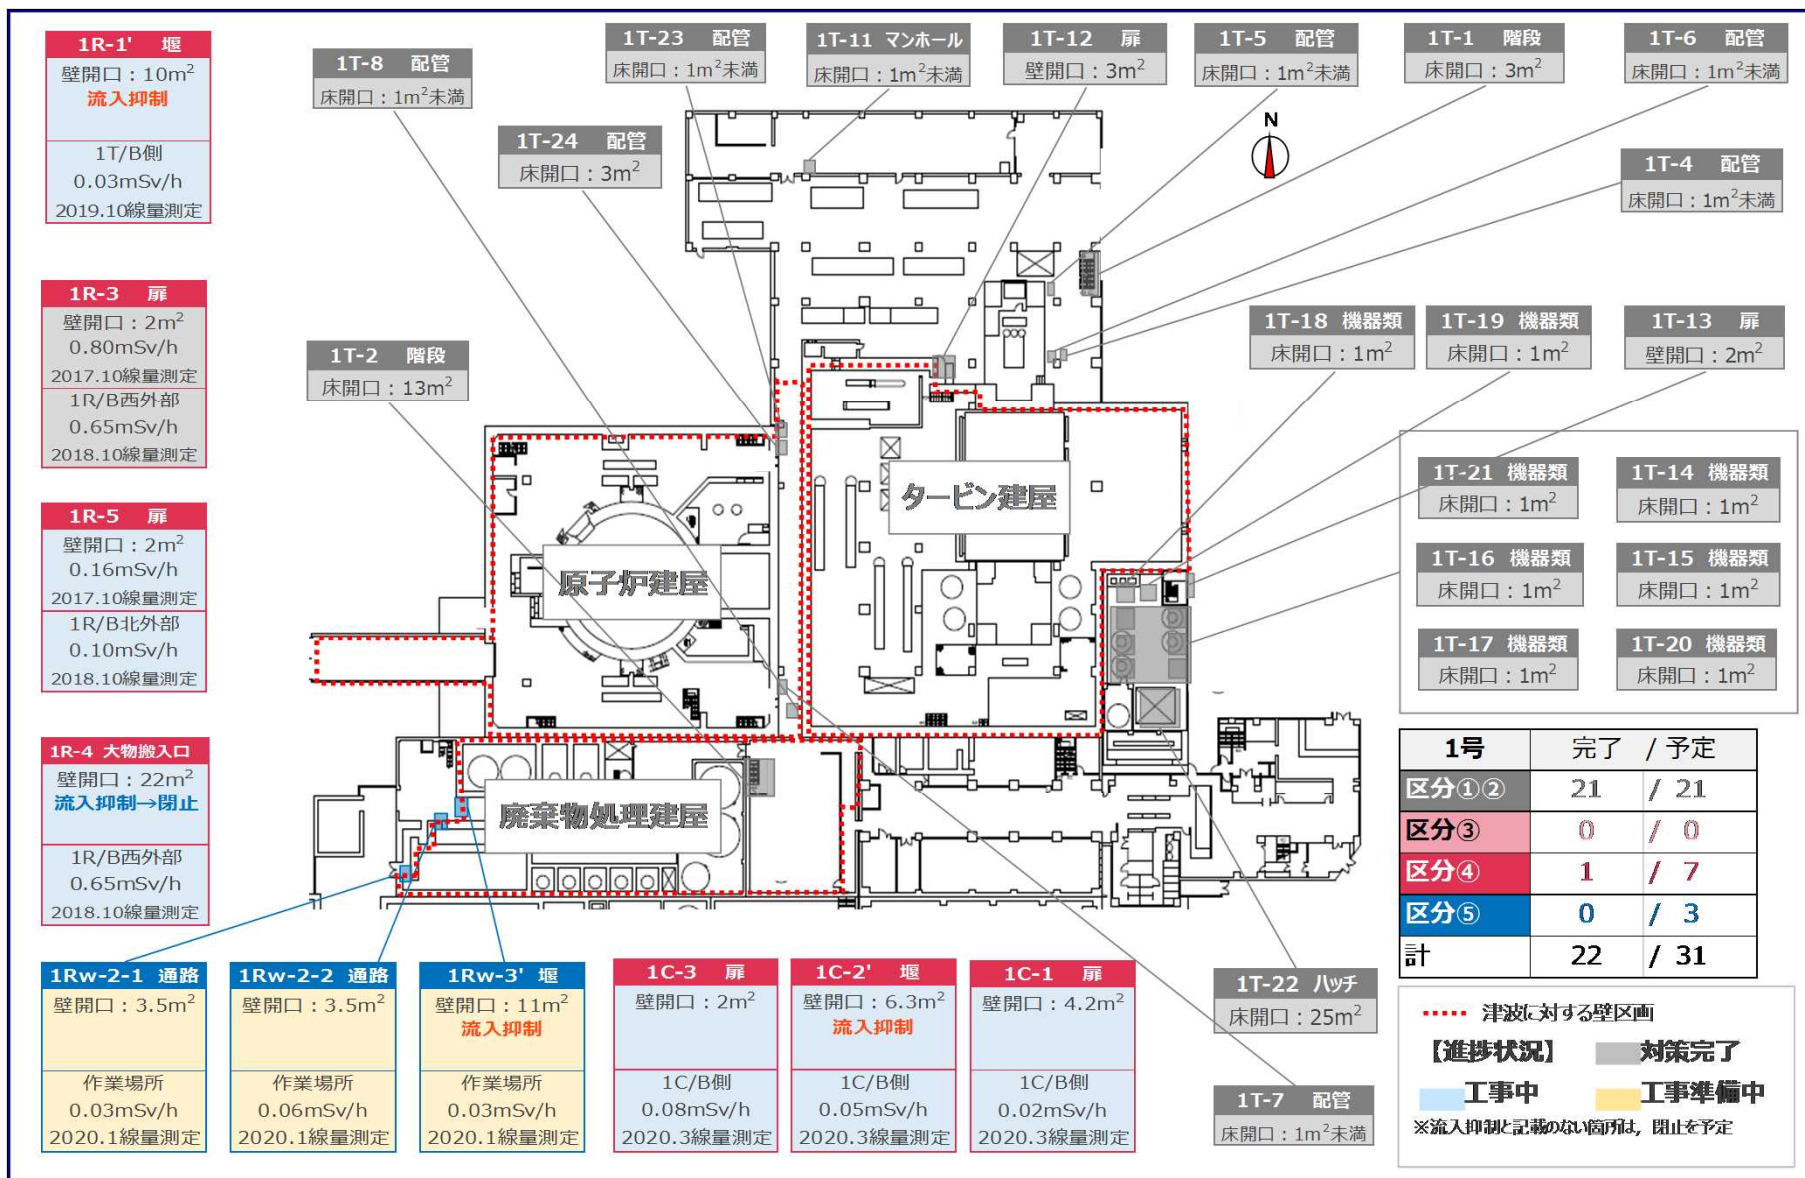 1R-1' 堰
壁開口：10m²
流入抑制
1T/B側
0.03mSv/h
2019.10線量測定
1T-8 配管
床開口：1m²未満
1T-23 配管
床開口：1m²未満
1T-11 マンホール
床開口：1m²未満
1T-12 扉
壁開口：3m²
1T-5 配管
床開口：1m²未満
1T-1 階段
床開口：3m²
1T-6 配管
床開口：1m²未満
1T-24 配管
床開口：3m²
N
1T-4 配管
床開口：1m²未満
1R-3 扉
壁開口：2m²
0.80mSv/h
2017.10線量測定
1R/B西外部
0.65mSv/h
2018.10線量測定
1T-2 階段
床開口：13m²
1T-18 機器類
床開口：1m²
1T-19 機器類
床開口：1m²
1T-13 扉
壁開口：2m²
1R-5 扉
壁開口：2m²
0.16mSv/h
2017.10線量測定
1R/B北外部
0.10mSv/h
2018.10線量測定
タービン建屋
原子炉建屋
廃棄物処理建屋
1T-21 機器類
床開口：1m²
1T-14 機器類
床開口：1m²
1T-16 機器類
床開口：1m²
1T-15 機器類
床開口：1m²
1T-17 機器類
床開口：1m²
1T-20 機器類
床開口：1m²
1R-4 大物搬入口
壁開口：22m²
流入抑制→閉止
1R/B西外部
0.65mSv/h
2018.10線量測定
1号 完了 / 予定
区分①② 21 / 21
区分③ 0 / 0
区分④ 1 / 7
区分⑤ 0 / 3
計 22 / 31
1Rw-2-1 通路
壁開口：3.5m²
作業場所
0.03mSv/h
2020.1線量測定
1Rw-2-2 通路
壁開口：3.5m²
作業場所
0.06mSv/h
2020.1線量測定
1Rw-3' 堰
壁開口：11m²
流入抑制
作業場所
0.03mSv/h
2020.1線量測定
1C-3 扉
壁開口：2m²
1C/B側
0.08mSv/h
2020.3線量測定
1C-2' 堰
壁開口：6.3m²
流入抑制
1C/B側
0.05mSv/h
2020.3線量測定
1C-1 扉
壁開口：4.2m²
1C/B側
0.02mSv/h
2020.3線量測定
1T-22 ハッチ
床開口：25m²
1T-7 配管
床開口：1m²未満
津波に対する壁区画
【進捗状況】 対策完了
工事中 工事準備中
※流入抑制と記載のない箇所は，閉止を予定